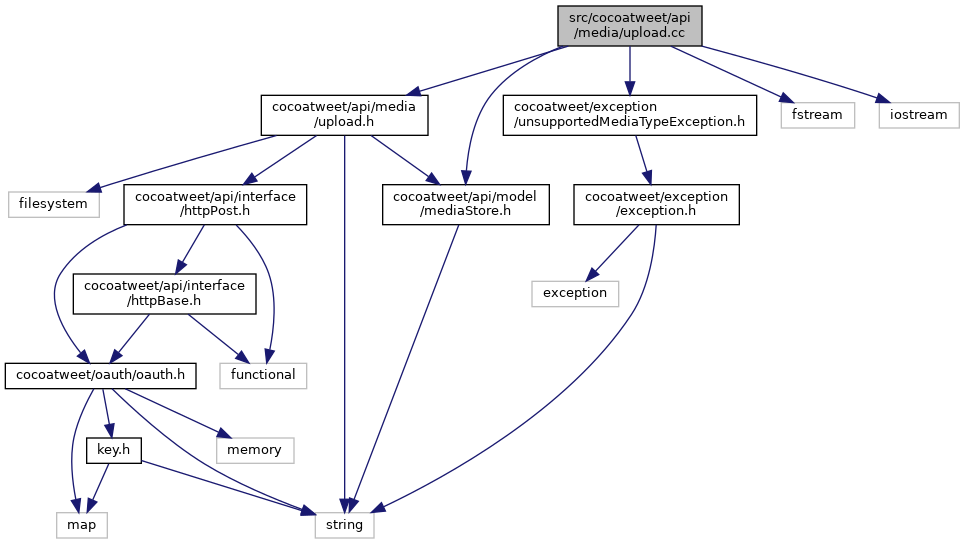 src/cocoatweet/api
/media/upload.cc
cocoatweet/api/media
/upload.h
cocoatweet/exception
/unsupportedMediaTypeException.h
fstream
iostream
filesystem
cocoatweet/api/interface
/httpPost.h
cocoatweet/api/model
/mediaStore.h
cocoatweet/exception
/exception.h
cocoatweet/api/interface
/httpBase.h
exception
cocoatweet/oauth/oauth.h
functional
key.h
memory
map
string